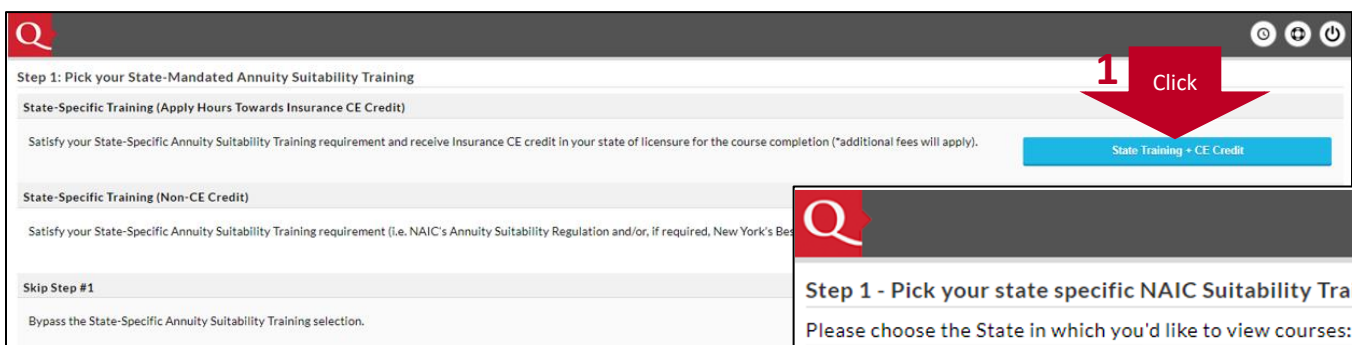 Q
Step 1: Pick your State-Mandated Annuity Suitability Training
1 Click
State-Specific Training (Apply Hours Towards Insurance CE Credit)
Satisfy your State-Specific Annuity Suitability Training requirement and receive Insurance CE credit in your state of licensure for the course completion (*additional fees will apply).
State Training + CE Credit
State-Specific Training (Non-CE Credit)
Satisfy your State-Specific Annuity Suitability Training requirement (i.e. NAIC's Annuity Suitability Regulation and/or, if required, New York's Bes
Skip Step #1
Bypass the State-Specific Annuity Suitability Training selection.
Q
Step 1 - Pick your state specific NAIC Suitability Tra
Please choose the State in which you'd like to view courses: